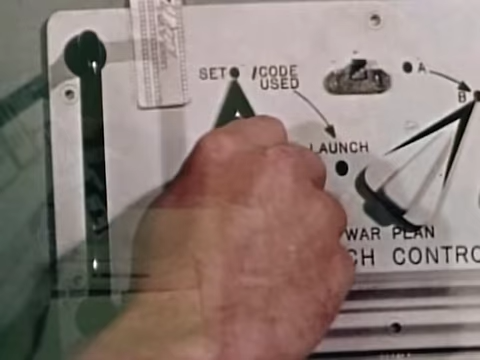 SET /CODE
USED
A
B
LAUNCH
WAR PLAN
CH CONTRO